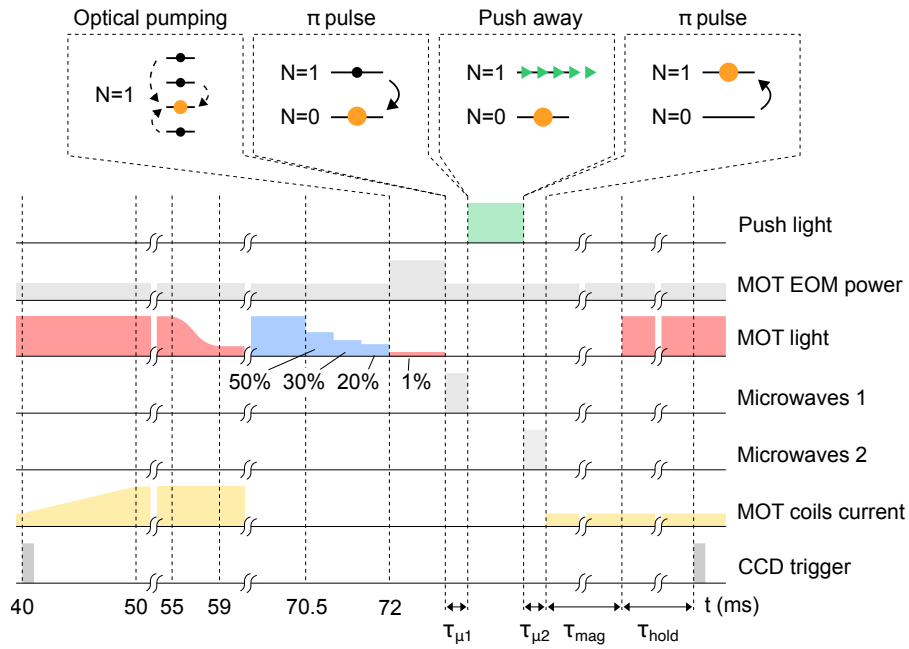 Optical pumping
π pulse
Push away
π pulse
N=1
N=1
N=0
N=1
N=0
N=1
N=0
Push light
MOT EOM power
MOT light
50%
30%
20%
1%
Microwaves 1
Microwaves 2
MOT coils current
CCD trigger
40
50
55
59
70.5
72
t (ms)
τμ1
τμ2
τmag
τhold